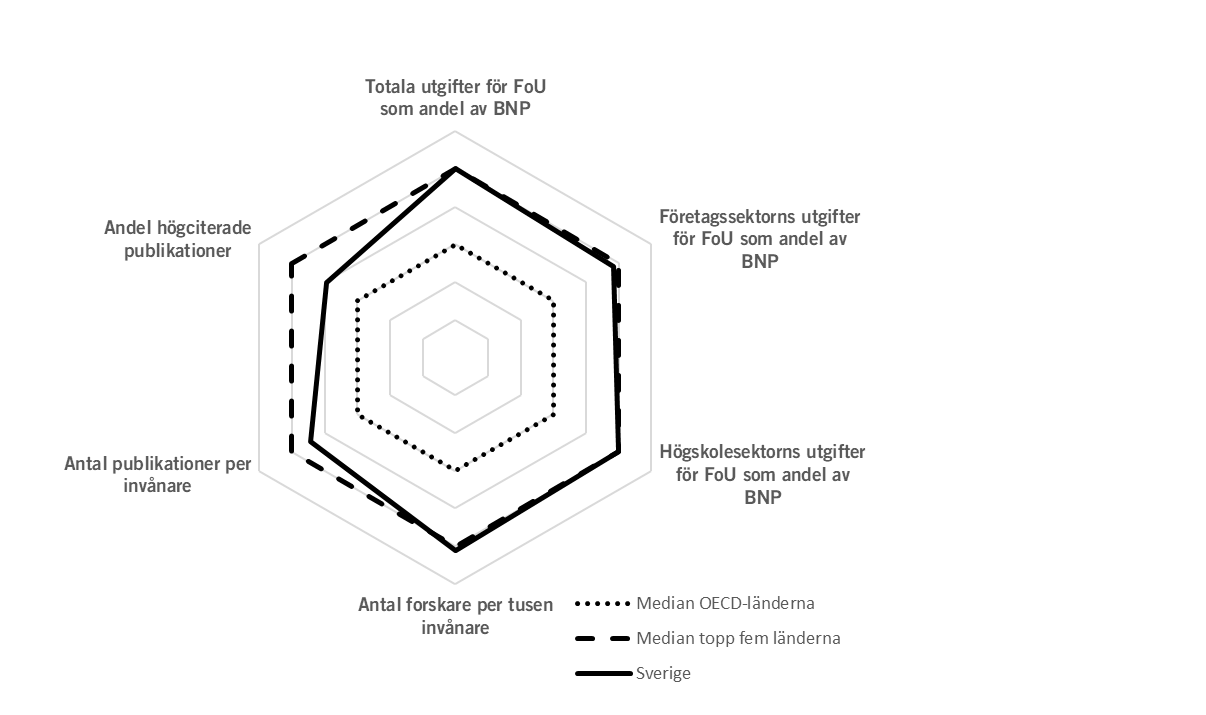 Totala utgifter för FoU
som andel av BNP
Företagssektorns utgifter
för FoU som andel av
BNP
Högskolesektorns utgifter
för FoU som andel av
BNP
Antal forskare per tusen
invånare
Antal publikationer per
invånare
Andel högciterade
publikationer
Median OECD-länderna
Median topp fem länderna
Sverige